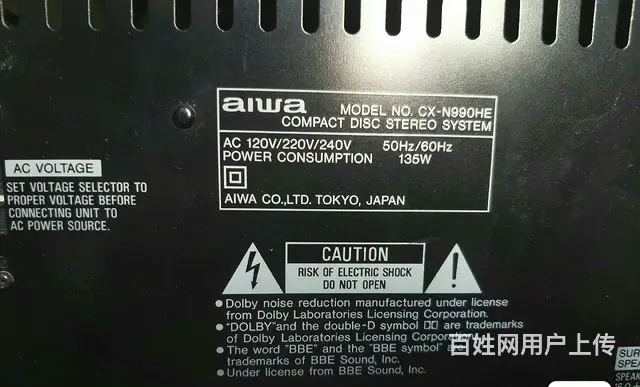 aiwa
MODEL NO. CX-N990HE
COMPACT DISC STEREO SYSTEM
AC 120V/220V/240V 50Hz/60Hz
POWER CONSUMPTION 135W
AIWA CO.,LTD. TOKYO, JAPAN
AC VOLTAGE
SET VOLTAGE SELECTOR TO
PROPER VOLTAGE BEFORE
CONNECTING UNIT TO
AC POWER SOURCE.
CAUTION
RISK OF ELECTRIC SHOCK
DO NOT OPEN
• Dolby noise reduction manufactured under license
from Dolby Laboratories Licensing Corporation.
• "DOLBY" and the double-D symbol are trademarks
of Dolby Laboratories Licensing Corporation.
• The word "BBE" and the "BBE symbol" are
trademarks of BBE Sound, Inc.
• Under license from BBE Sound, Inc.
百姓网用户上传
SUR
SPEA